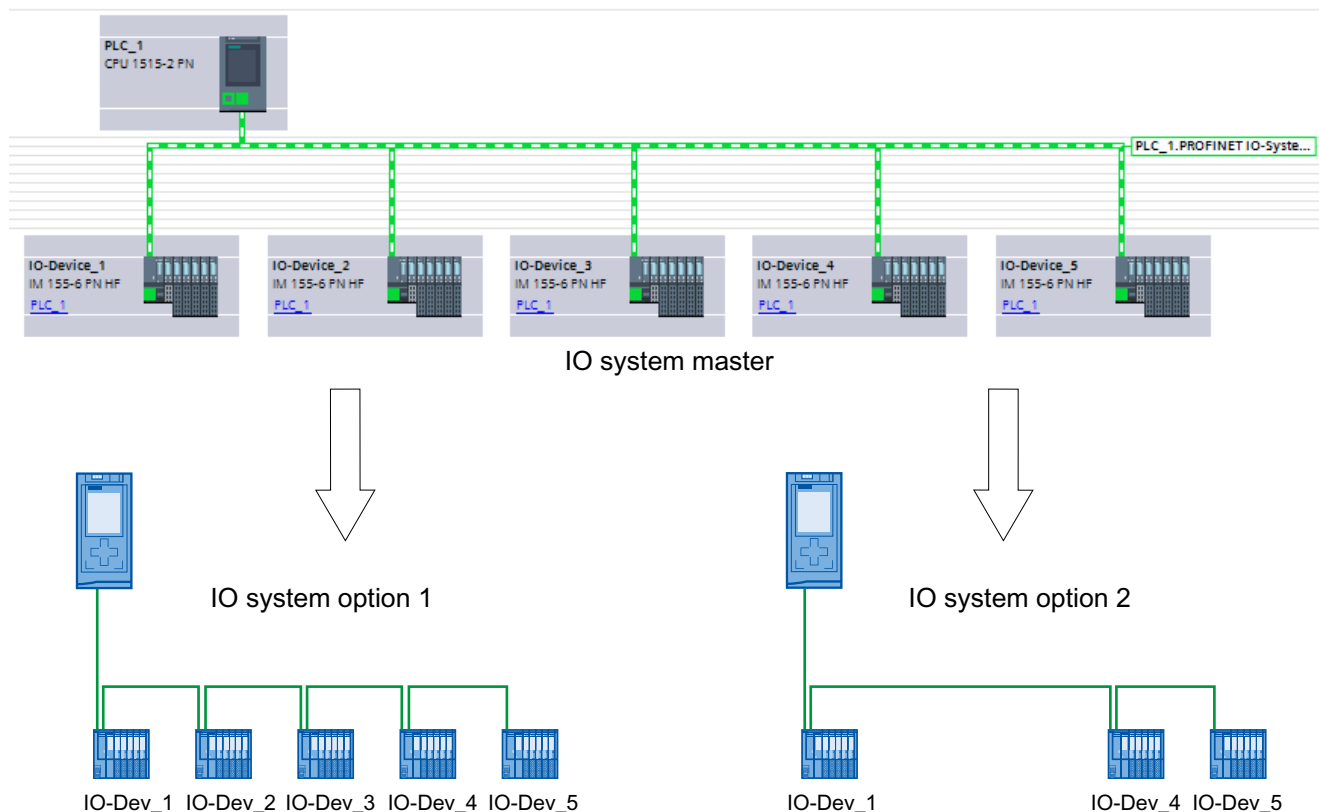 PLC_1
CPU 1515-2 PN
PLC_1.PROFINET IO-Syste...
IO-Device_1
IM 155-6 PN HF
PLC_1
IO-Device_2
IM 155-6 PN HF
PLC_1
IO-Device_3
IM 155-6 PN HF
PLC_1
IO-Device_4
IM 155-6 PN HF
PLC_1
IO-Device_5
IM 155-6 PN HF
PLC_1
IO system master
IO system option 1
IO system option 2
IO-Dev_1 IO-Dev_2 IO-Dev_3 IO-Dev_4 IO-Dev_5
IO-Dev_1 IO-Dev_4 IO-Dev_5